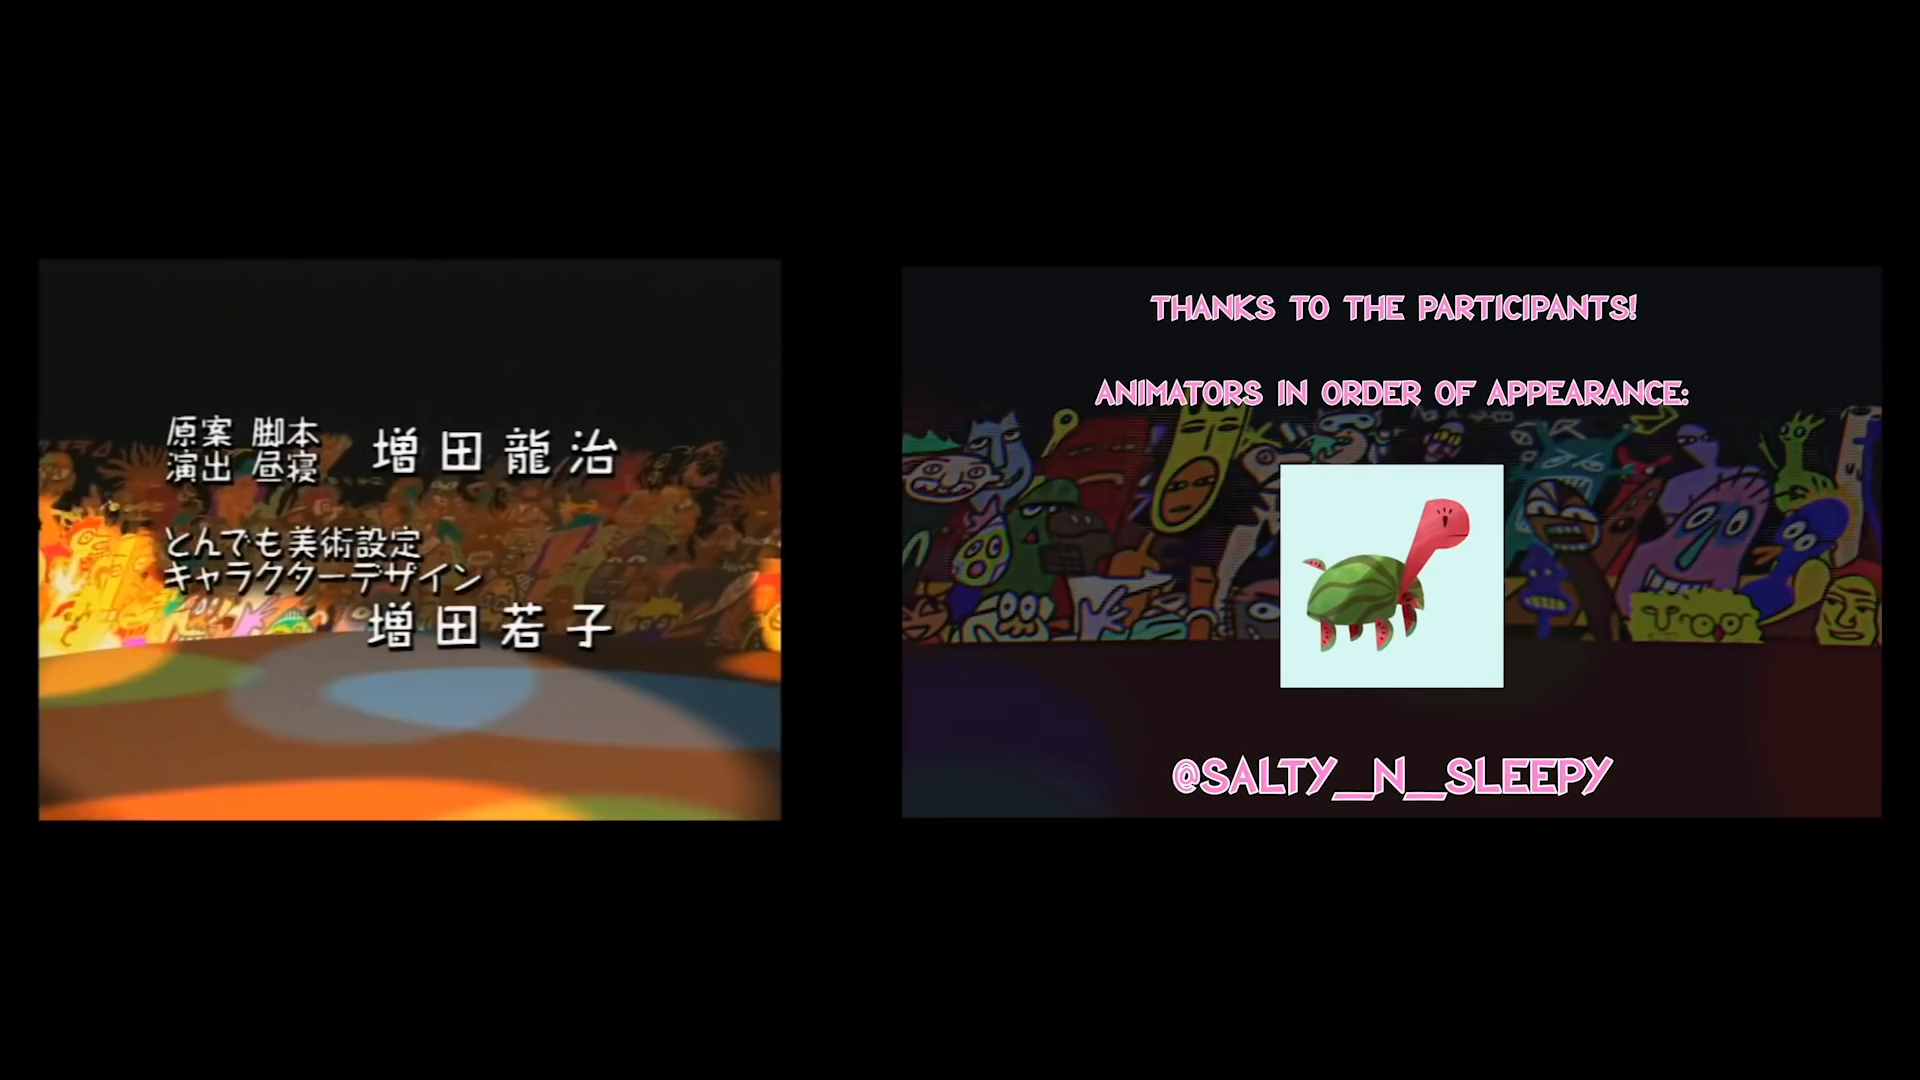 原案 脚本
演出 昼寝
増田龍治
とんでも美術設定
キャラクターデザイン
増田若子
THANKS TO THE PARTICIPANTS!
ANIMATORS IN ORDER OF APPEARANCE:
@SALTY_N_SLEEPY